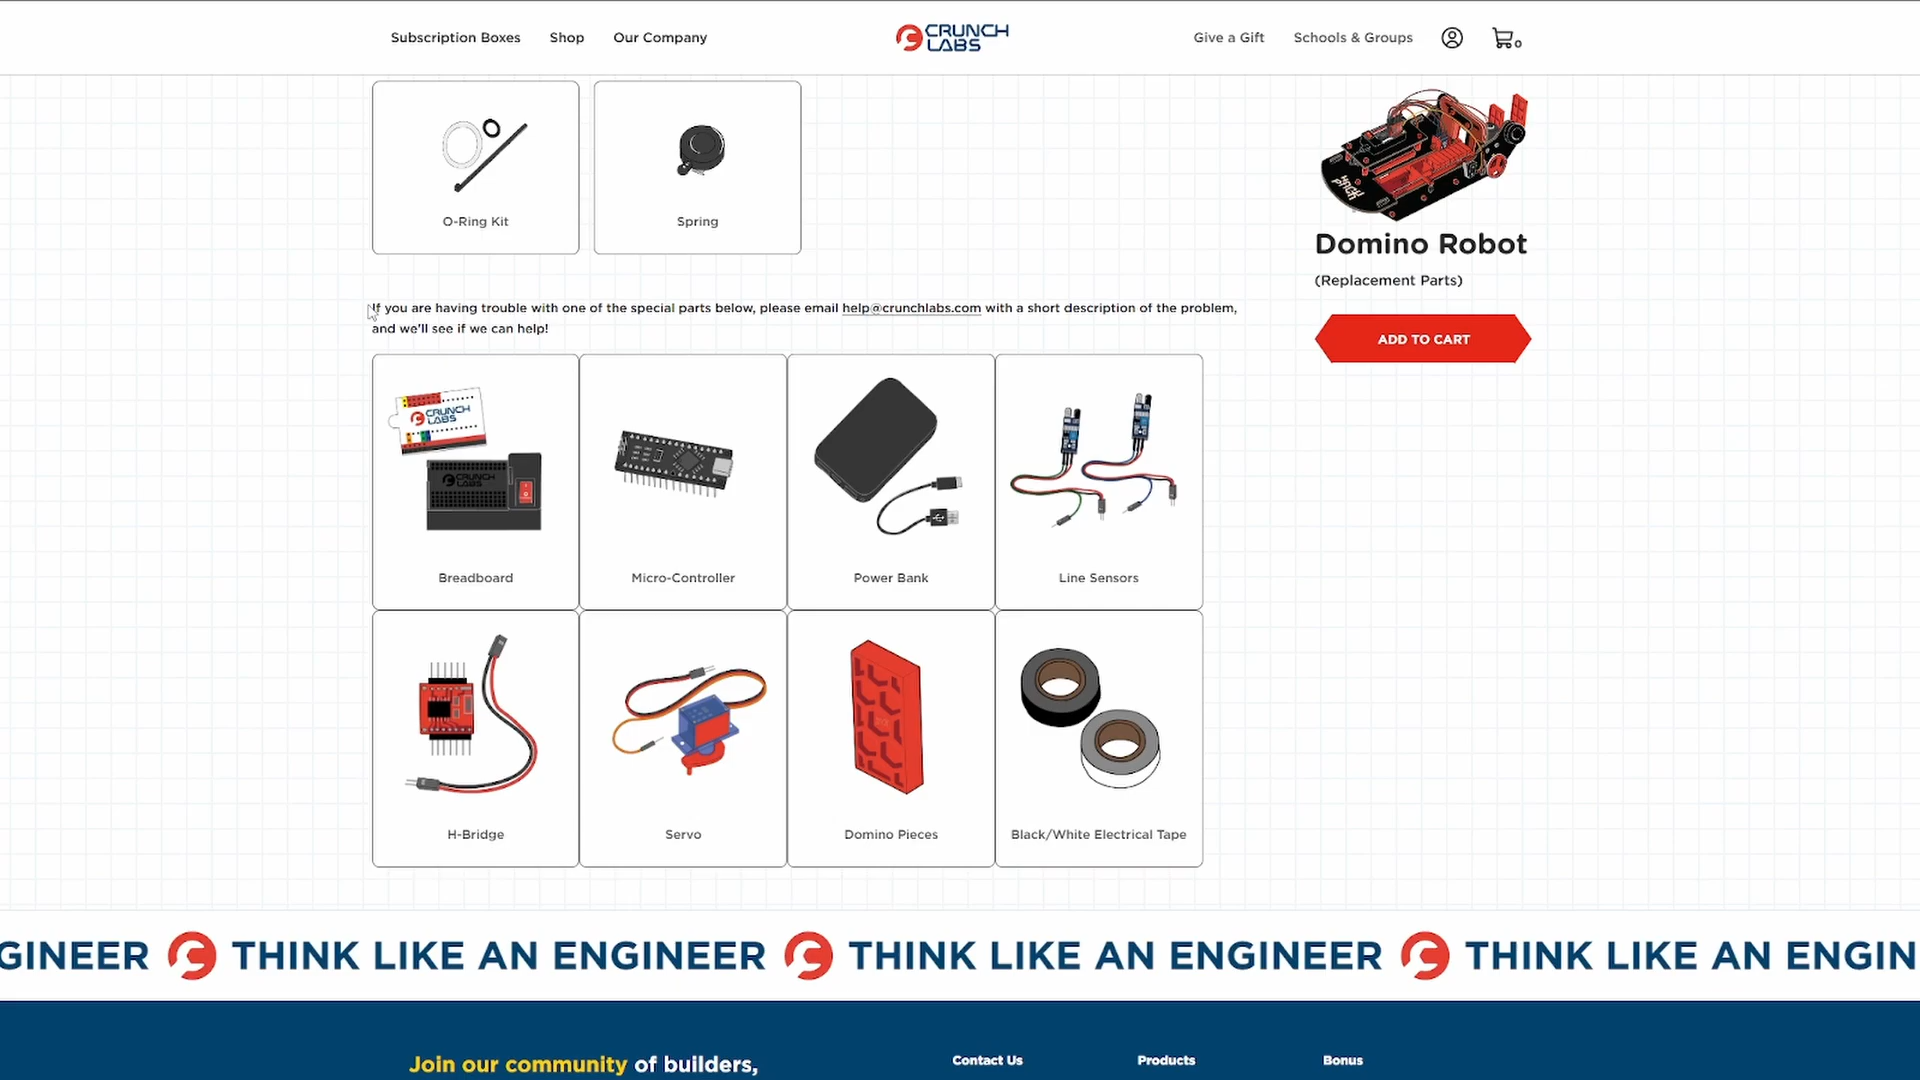 Subscription Boxes
Shop
Our Company
CRUNCH
LABS
Give a Gift
Schools & Groups
0
O-Ring Kit
Spring
Domino Robot
(Replacement Parts)
ADD TO CART
If you are having trouble with one of the special parts below, please email help@crunchlabs.com with a short description of the problem,
and we'll see if we can help!
CRUNCH
LABS
CRUNCH
LABS
Breadboard
Micro-Controller
Power Bank
Line Sensors
H-Bridge
Servo
Domino Pieces
Black/White Electrical Tape
GINEER THINK LIKE AN ENGINEER THINK LIKE AN ENGINEER THINK LIKE AN ENGIN
Join our community of builders,
Contact Us
Products
Bonus